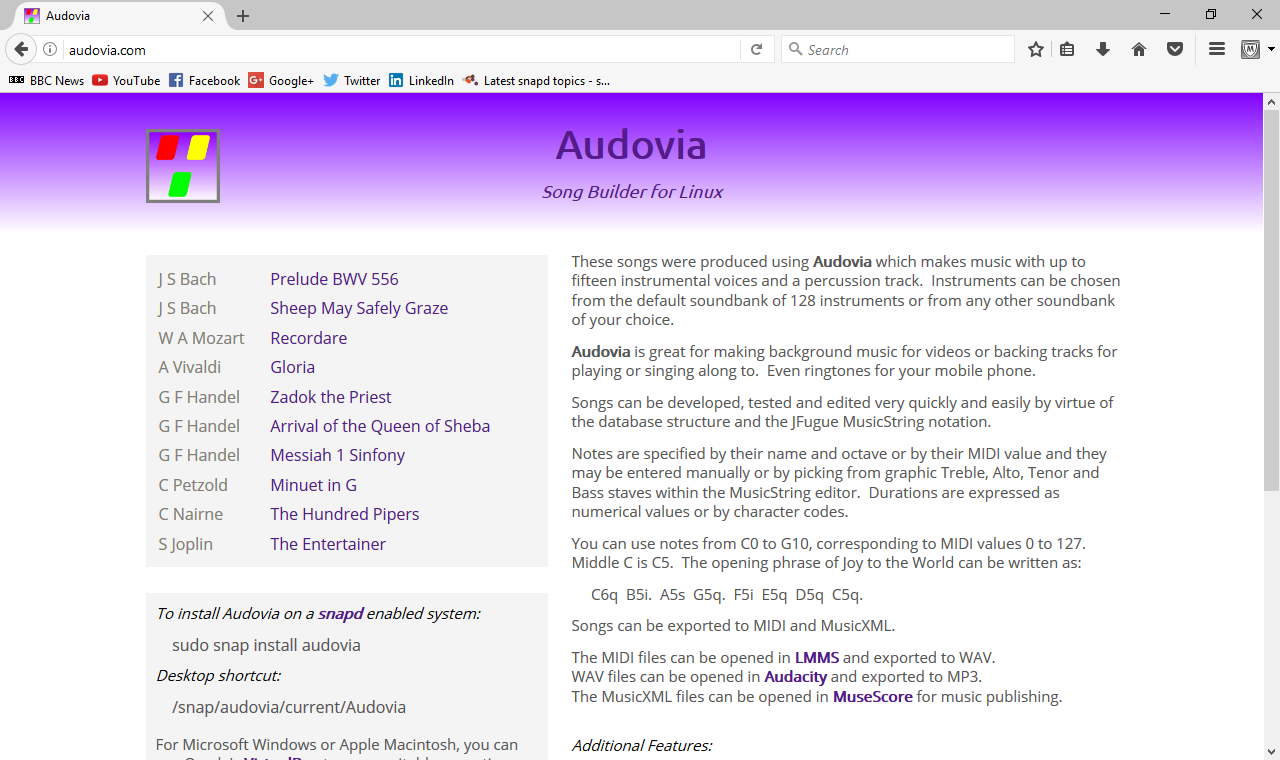 Audovia
audovia.com
Search
BBC News YouTube Facebook Google+ Twitter LinkedIn Latest snapd topics - s...
Audovia
Song Builder for Linux
J S Bach Prelude BWV 556
J S Bach Sheep May Safely Graze
W A Mozart Recordare
A Vivaldi Gloria
G F Handel Zadok the Priest
G F Handel Arrival of the Queen of Sheba
G F Handel Messiah 1 Sinfony
C Petzold Minuet in G
C Nairne The Hundred Pipers
S Joplin The Entertainer
To install Audovia on a snapd enabled system:
sudo snap install audovia
Desktop shortcut:
/snap/audovia/current/Audovia
For Microsoft Windows or Apple Macintosh, you can
These songs were produced using Audovia which makes music with up to
fifteen instrumental voices and a percussion track. Instruments can be chosen
from the default soundbank of 128 instruments or from any other soundbank
of your choice.
Audovia is great for making background music for videos or backing tracks for
playing or singing along to. Even ringtones for your mobile phone.
Songs can be developed, tested and edited very quickly and easily by virtue of
the database structure and the JFugue MusicString notation.
Notes are specified by their name and octave or by their MIDI value and they
may be entered manually or by picking from graphic Treble, Alto, Tenor and
Bass staves within the MusicString editor. Durations are expressed as
numerical values or by character codes.
You can use notes from C0 to G10, corresponding to MIDI values 0 to 127.
Middle C is C5. The opening phrase of Joy to the World can be written as:
C6q B5i. A5s G5q. F5i E5q D5q C5q.
Songs can be exported to MIDI and MusicXML.
The MIDI files can be opened in LMMS and exported to WAV.
WAV files can be opened in Audacity and exported to MP3.
The MusicXML files can be opened in MuseScore for music publishing.
Additional Features: